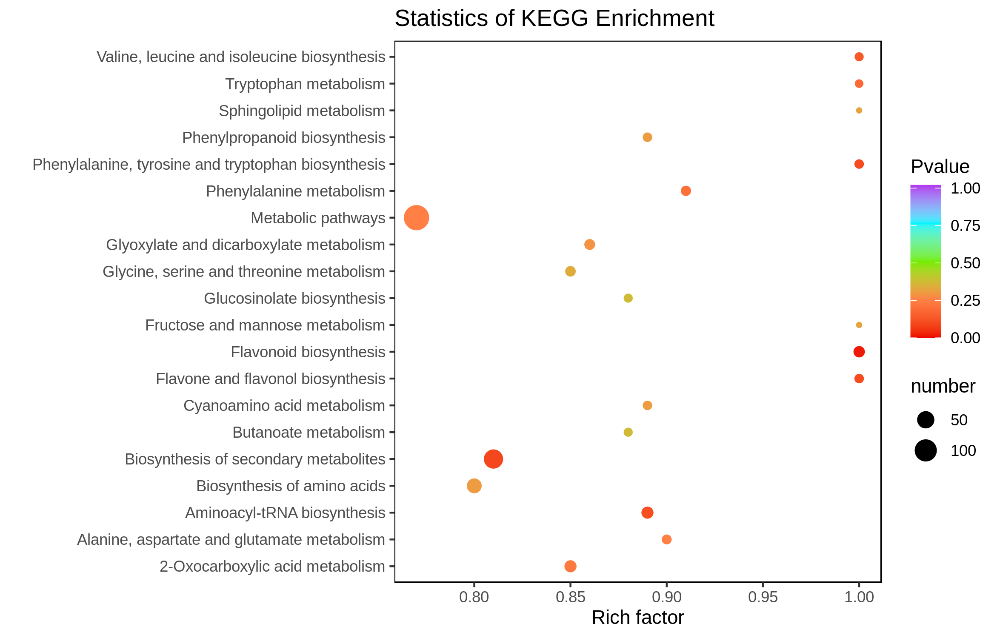 Statistics of KEGG Enrichment
Valine, leucine and isoleucine biosynthesis
Tryptophan metabolism
Sphingolipid metabolism
Phenylpropanoid biosynthesis
Phenylalanine, tyrosine and tryptophan biosynthesis
Phenylalanine metabolism
Metabolic pathways
Glyoxylate and dicarboxylate metabolism
Glycine, serine and threonine metabolism
Glucosinolate biosynthesis
Fructose and mannose metabolism
Flavonoid biosynthesis
Flavone and flavonol biosynthesis
Cyanoamino acid metabolism
Butanoate metabolism
Biosynthesis of secondary metabolites
Biosynthesis of amino acids
Aminoacyl-tRNA biosynthesis
Alanine, aspartate and glutamate metabolism
2-Oxocarboxylic acid metabolism
0.80 0.85 0.90 0.95 1.00
Rich factor
Pvalue
1.00
0.75
0.50
0.25
0.00
number
50
100